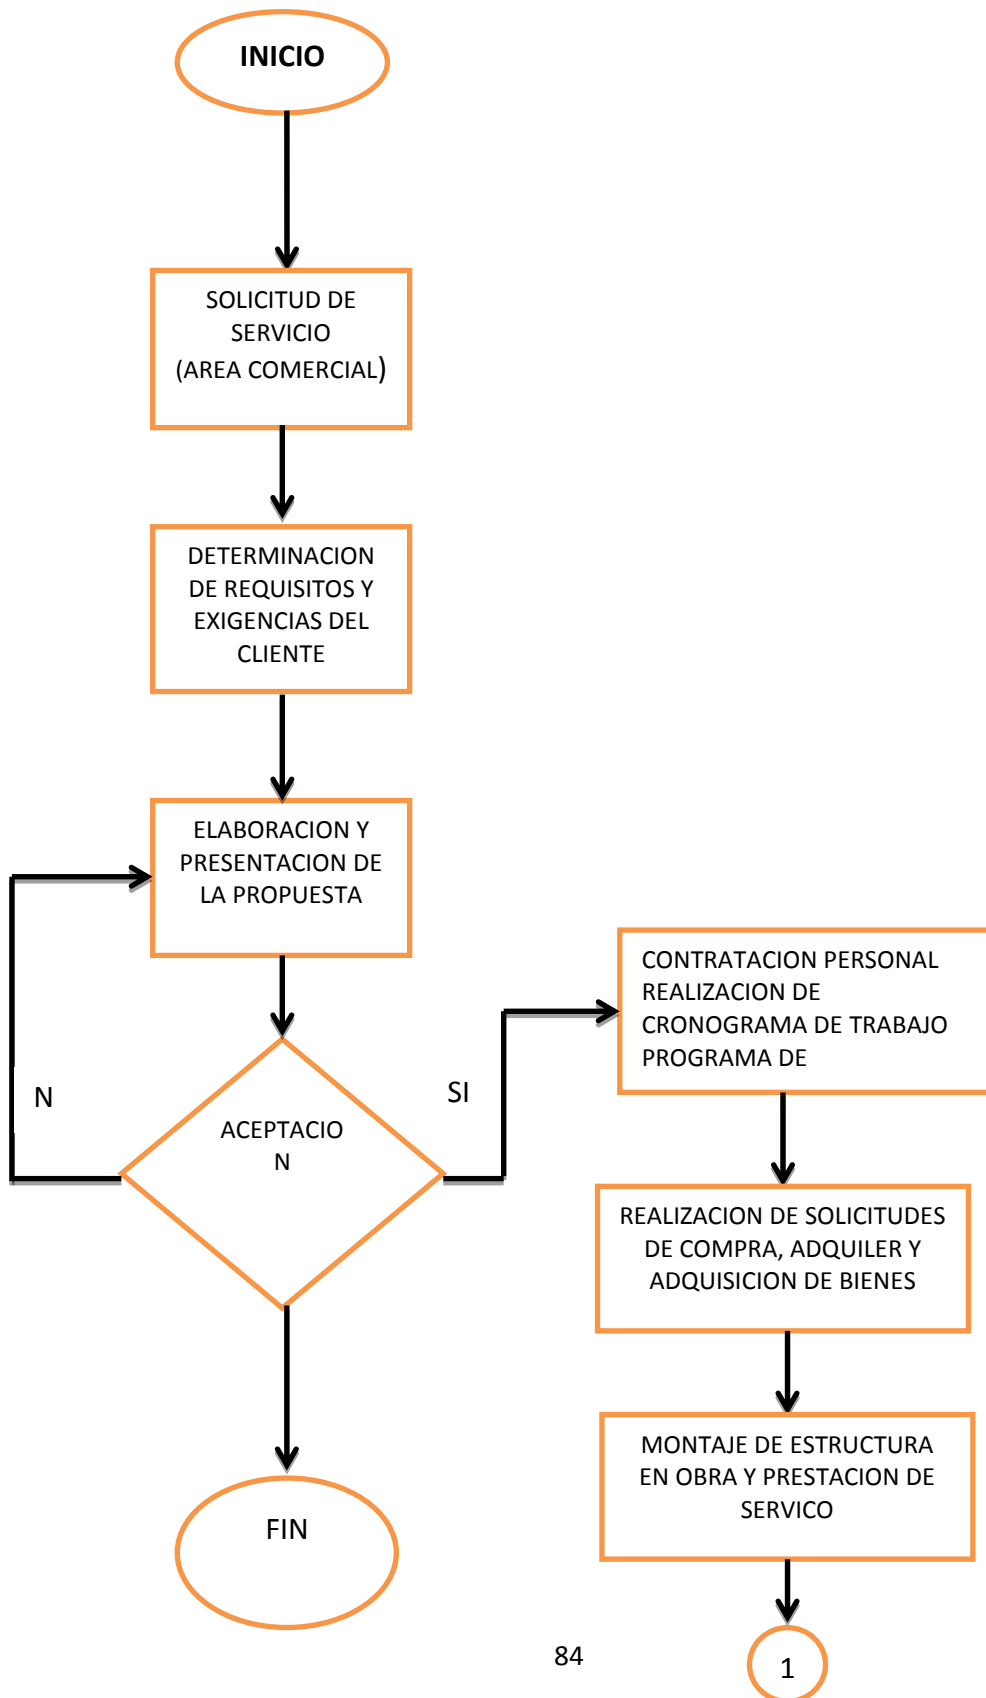 INICIO
SOLICITUD DE
SERVICIO
(AREA COMERCIAL)
DETERMINACION
DE REQUISITOS Y
EXIGENCIAS DEL
CLIENTE
ELABORACION Y
PRESENTACION DE
LA PROPUESTA
N
ACEPTACIO
N
SI
FIN
CONTRATACION PERSONAL
REALIZACION DE
CRONOGRAMA DE TRABAJO
PROGRAMA DE
REALIZACION DE SOLICITUDES
DE COMPRA, ADQUILER Y
ADQUISICION DE BIENES
MONTAJE DE ESTRUCTURA
EN OBRA Y PRESTACION DE
SERVICO
1
84